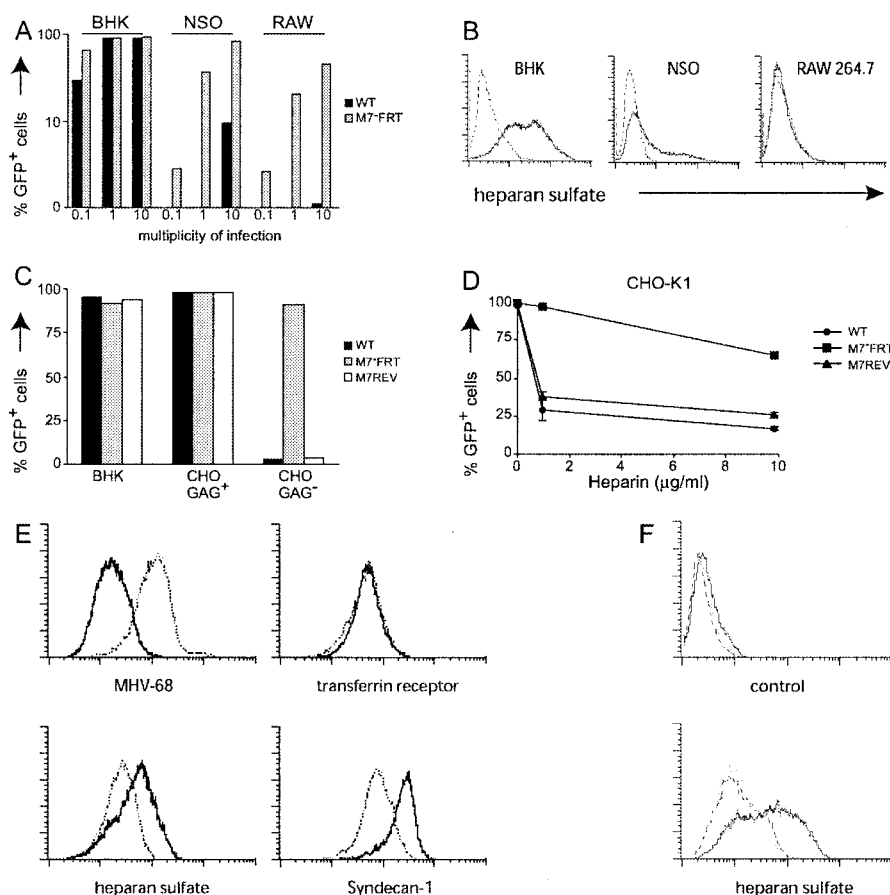 A
BHK NSO RAW
100
10
0
% GFP+ cells
0.1 1 10 0.1 1 10 0.1 1 10
multiplicity of infection
WT
M7-FRT
B
BHK
NSO
RAW 264.7
heparan sulfate
C
100
75
50
25
0
% GFP+ cells
BHK
CHO GAG+
CHO GAG-
WT
M7-FRT
M7REV
D
CHO-K1
100
75
50
25
% GFP+ cells
0 2 4 6 8 10
Heparin (µg/ml)
WT
M7-FRT
M7REV
E
MHV-68
transferrin receptor
heparan sulfate
Syndecan-1
F
control
heparan sulfate